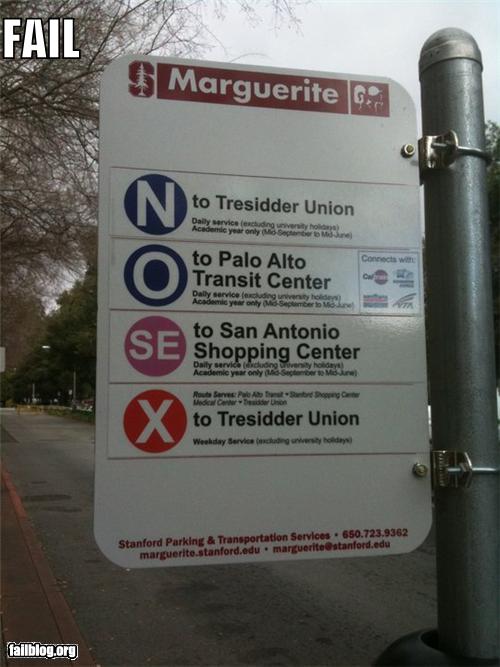 FAIL
Marguerite
N to Tresidder Union
Daily service (excluding university holidays)
Academic year only (Mid-September to Mid-June)
O to Palo Alto
Transit Center
Daily service (excluding university holidays)
Academic year only (Mid-September to Mid-June)
Connects with:
SE to San Antonio
Shopping Center
Daily service (excluding university holidays)
Academic year only (Mid-September to Mid-June)
Route Serves: Palo Alto Transit • Stanford Shopping Center
Medical Center • Tresidder Union
X to Tresidder Union
Weekday Service (excluding university holidays)
Stanford Parking & Transportation Services • 650.723.9362
marguerite.stanford.edu • marguerite@stanford.edu
failblog.org